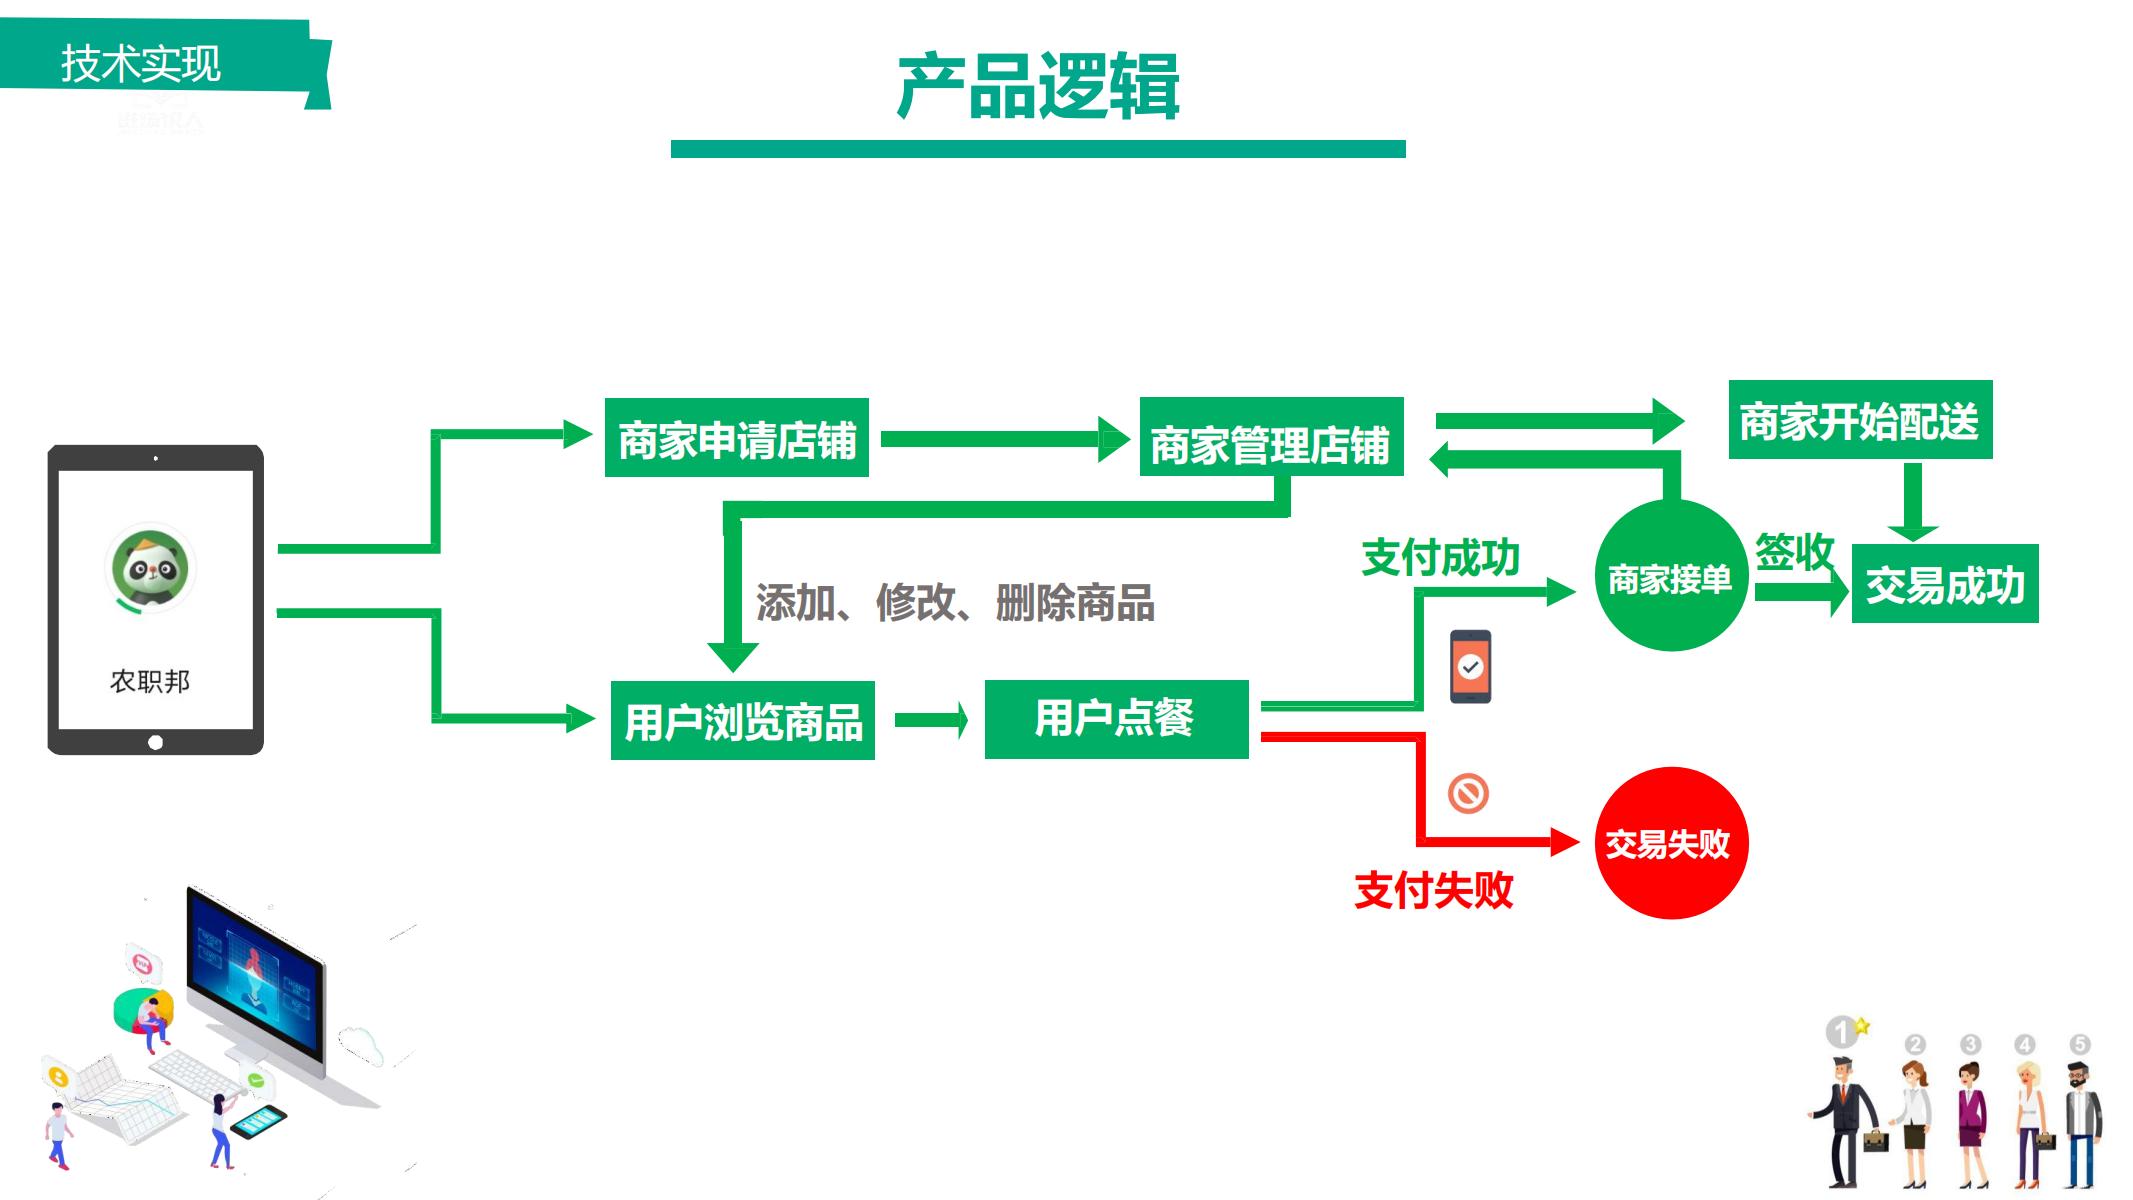 技术实现
产品逻辑
商家申请店铺
商家管理店铺
商家开始配送
支付成功
商家接单
签收
交易成功
添加、修改、删除商品
农职邦
用户浏览商品
用户点餐
交易失败
支付失败
1
2
3
4
5